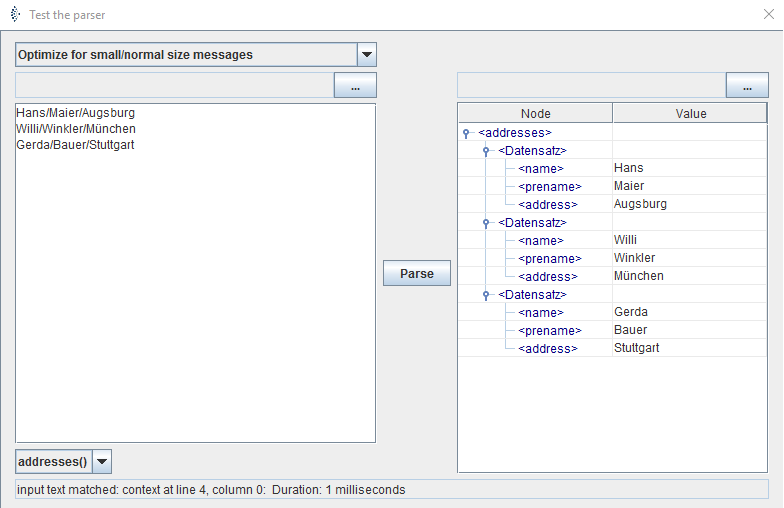 Test the parser
Optimize for small/normal size messages
...
...
Hans/Maier/Augsburg
Willi/Winkler/München
Gerda/Bauer/Stuttgart
Parse
Node Value
<addresses>
<Datensatz>
<name> Hans
<prename> Maier
<address> Augsburg
<Datensatz>
<name> Willi
<prename> Winkler
<address> München
<Datensatz>
<name> Gerda
<prename> Bauer
<address> Stuttgart
addresses()
input text matched: context at line 4, column 0: Duration: 1 milliseconds